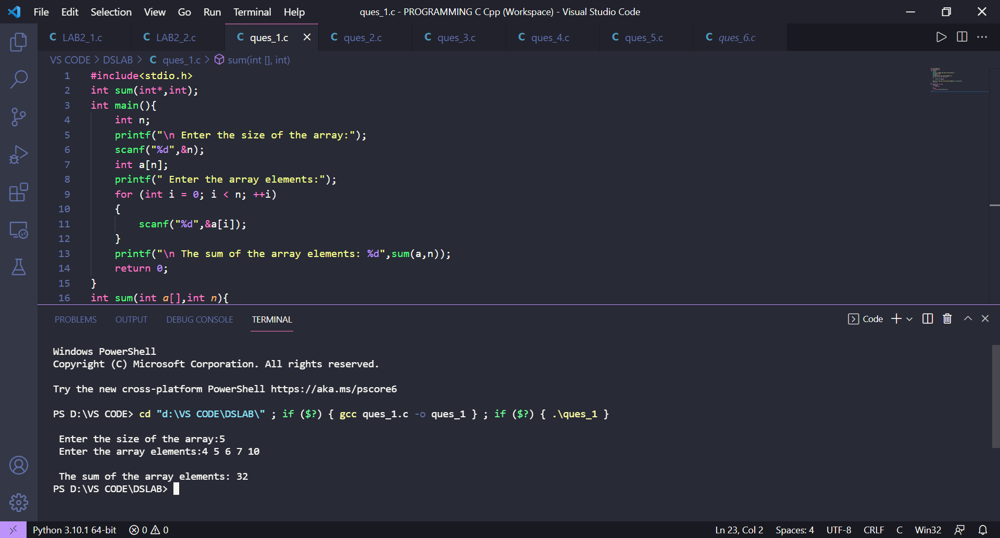 File Edit Selection View Go Run Terminal Help ques_1.c - PROGRAMMING C Cpp (Workspace) - Visual Studio Code
C LAB2_1.c C LAB2_2.c C ques_1.c C ques_2.c C ques_3.c C ques_4.c C ques_5.c C ques_6.c
VS CODE > DSLAB > C ques_1.c > sum(int [], int)
1 #include<stdio.h>
2 int sum(int*,int);
3 int main(){
4 int n;
5 printf("\n Enter the size of the array:");
6 scanf("%d",&n);
7 int a[n];
8 printf(" Enter the array elements:");
9 for (int i = 0; i < n; ++i)
10 {
11 scanf("%d",&a[i]);
12 }
13 printf("\n The sum of the array elements: %d",sum(a,n));
14 return 0;
15 }
16 int sum(int a[],int n){
PROBLEMS OUTPUT DEBUG CONSOLE TERMINAL Code
Windows PowerShell
Copyright (C) Microsoft Corporation. All rights reserved.
Try the new cross-platform PowerShell https://aka.ms/pscore6
PS D:\VS CODE> cd "d:\VS CODE\DSLAB\" ; if ($?) { gcc ques_1.c -o ques_1 } ; if ($?) { .\ques_1 }
Enter the size of the array:5
Enter the array elements:4 5 6 7 10
The sum of the array elements: 32
PS D:\VS CODE\DSLAB>
Python 3.10.1 64-bit 0 0 Ln 23, Col 2 Spaces: 4 UTF-8 CRLF C Win32